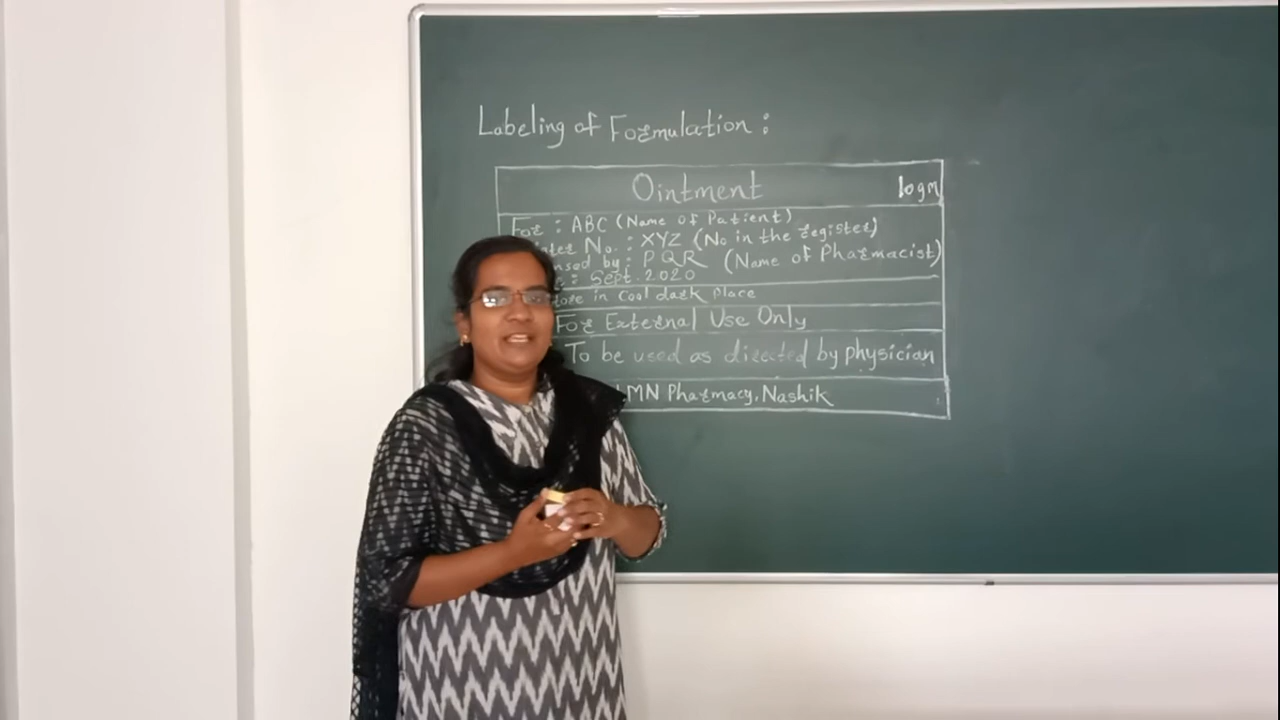 Labeling of Formulation :
Ointment 10gm
For : ABC (Name of Patient)
No. : XYZ (No in the register)
by : PQR (Name of Pharmacist)
: Sept. 2020
in cool dark place
For External Use Only
To be used as directed by physician
LMN Pharmacy, Nashik